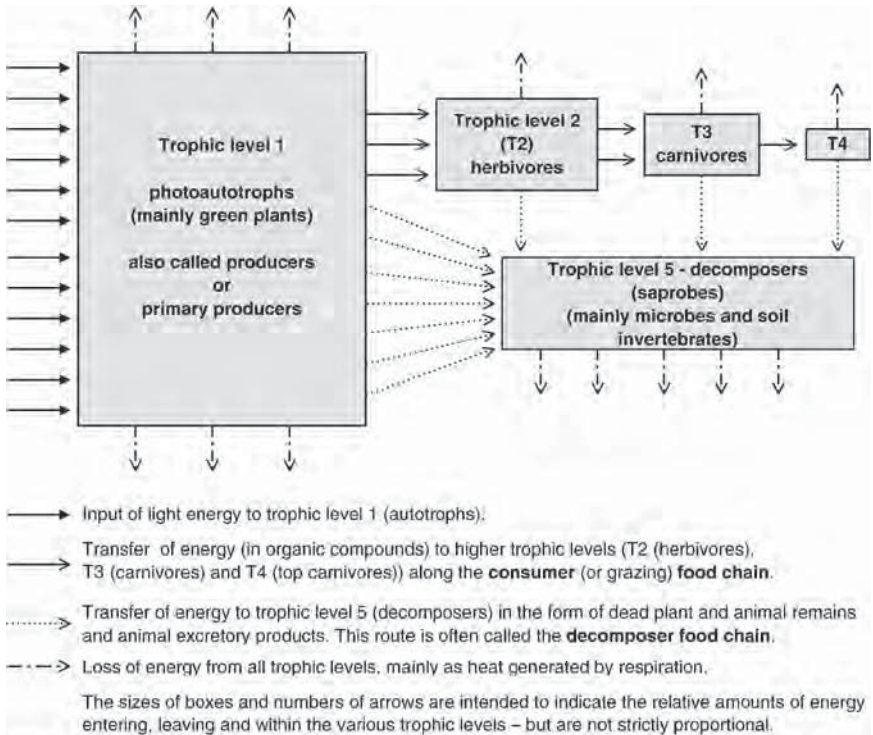 Trophic level 1
photoautotrophs
(mainly green plants)
also called producers
or
primary producers
Trophic level 2
(T2)
herbivores
T3
carnivores
T4
Trophic level 5 - decomposers
(saprobes)
(mainly microbes and soil
invertebrates)
Input of light energy to trophic level 1 (autotrophs).
Transfer of energy (in organic compounds) to higher trophic levels (T2 (herbivores),
T3 (carnivores) and T4 (top carnivores)) along the consumer (or grazing) food chain.
Transfer of energy to trophic level 5 (decomposers) in the form of dead plant and animal remains
and animal excretory products. This route is often called the decomposer food chain.
Loss of energy from all trophic levels, mainly as heat generated by respiration.
The sizes of boxes and numbers of arrows are intended to indicate the relative amounts of energy
entering, leaving and within the various trophic levels – but are not strictly proportional.